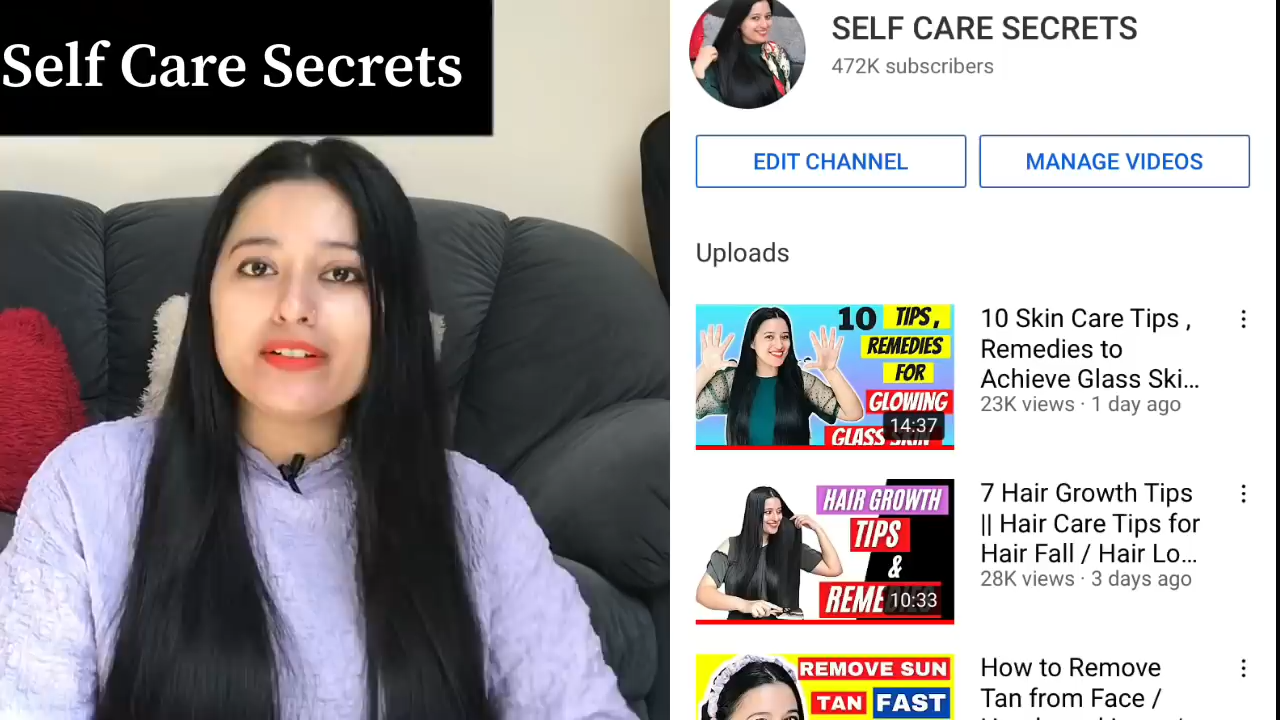 Self Care Secrets
SELF CARE SECRETS
472K subscribers
EDIT CHANNEL
MANAGE VIDEOS
Uploads
10 TIPS,
REMEDIES
FOR
GLOWING
GLASS SKIN
14:37
10 Skin Care Tips ,
Remedies to
Achieve Glass Ski...
23K views · 1 day ago
HAIR GROWTH
TIPS
&
10:33
7 Hair Growth Tips
|| Hair Care Tips for
Hair Fall / Hair Lo...
28K views · 3 days ago
REMOVE SUN
TAN FAST
How to Remove
Tan from Face /